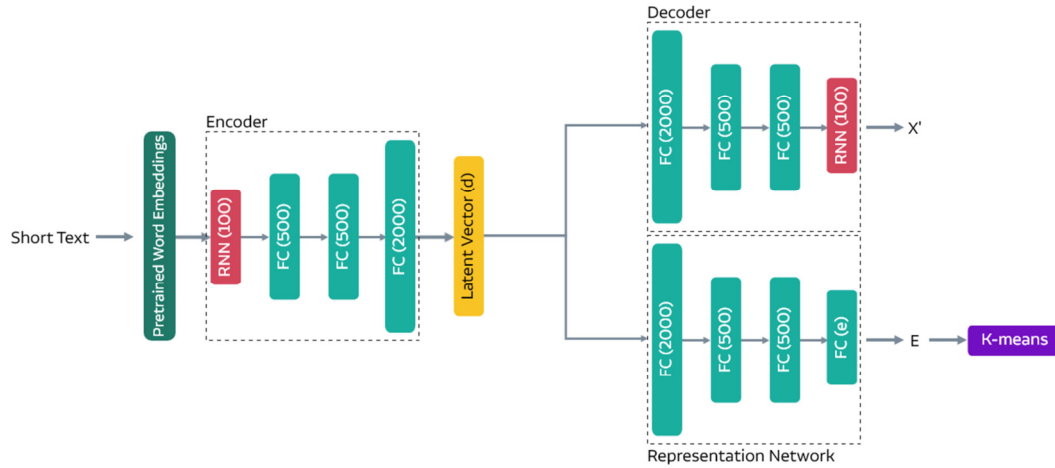 Short Text
Pretrained Word Embeddings
Encoder
RNN (100)
FC (500)
FC (500)
FC (2000)
Latent Vector (d)
Decoder
FC (2000)
FC (500)
FC (500)
RNN (100)
X'
FC (2000)
FC (500)
FC (500)
FC (e)
E
K-means
Representation Network